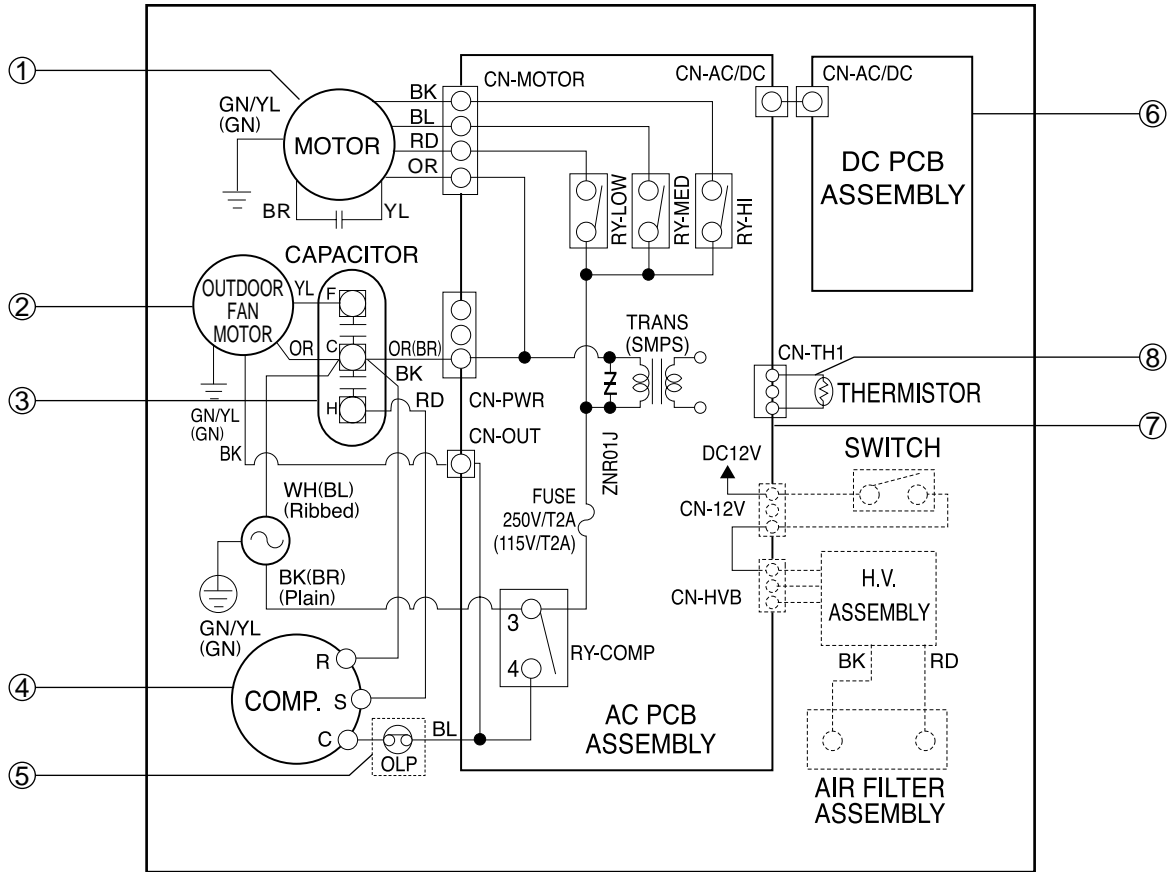 ①
CN-MOTOR
CN-AC/DC
CN-AC/DC
BK
GN/YL
(GN)
BL
MOTOR
RD
OR
BR
YL
⑥
DC PCB
ASSEMBLY
RY-LOW
RY-MED
RY-HI
CAPACITOR
②
OUTDOOR
FAN
MOTOR
YL
F
OR
C
OR(BR)
BK
H
RD
③
GN/YL
(GN)
BK
CN-PWR
CN-OUT
TRANS
(SMPS)
ZNR01J
CN-TH1
⑧
THERMISTOR
⑦
SWITCH
DC12V
CN-12V
FUSE
250V/T2A
(115V/T2A)
WH(BL)
(Ribbed)
BK(BR)
(Plain)
GN/YL
(GN)
CN-HVB
H.V.
ASSEMBLY
BK
RD
3
4
RY-COMP
④
COMP.
R
S
C
BL
OLP
⑤
AC PCB
ASSEMBLY
AIR FILTER
ASSEMBLY